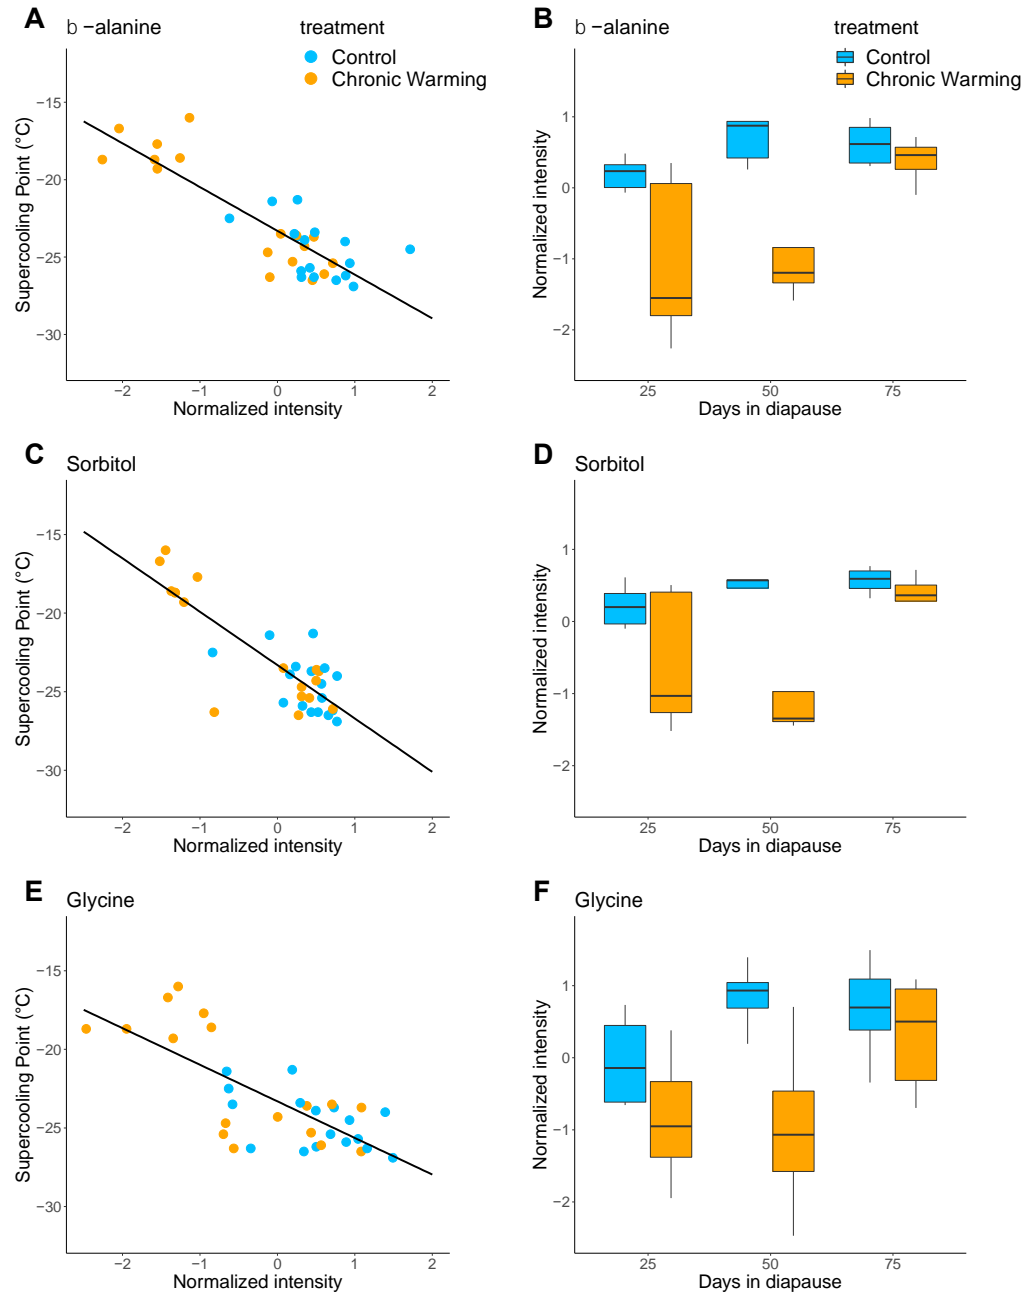 A
b −alanine
treatment
Control
Chronic Warming
Supercooling Point (°C)
−15
−20
−25
−30
−2 −1 0 1 2
Normalized intensity
B
b −alanine
treatment
Control
Chronic Warming
Normalized intensity
1
0
−1
−2
25 50 75
Days in diapause
C
Sorbitol
Supercooling Point (°C)
−15
−20
−25
−30
−2 −1 0 1 2
Normalized intensity
D
Sorbitol
Normalized intensity
1
0
−1
−2
25 50 75
Days in diapause
E
Glycine
Supercooling Point (°C)
−15
−20
−25
−30
−2 −1 0 1 2
Normalized intensity
F
Glycine
Normalized intensity
1
0
−1
−2
25 50 75
Days in diapause